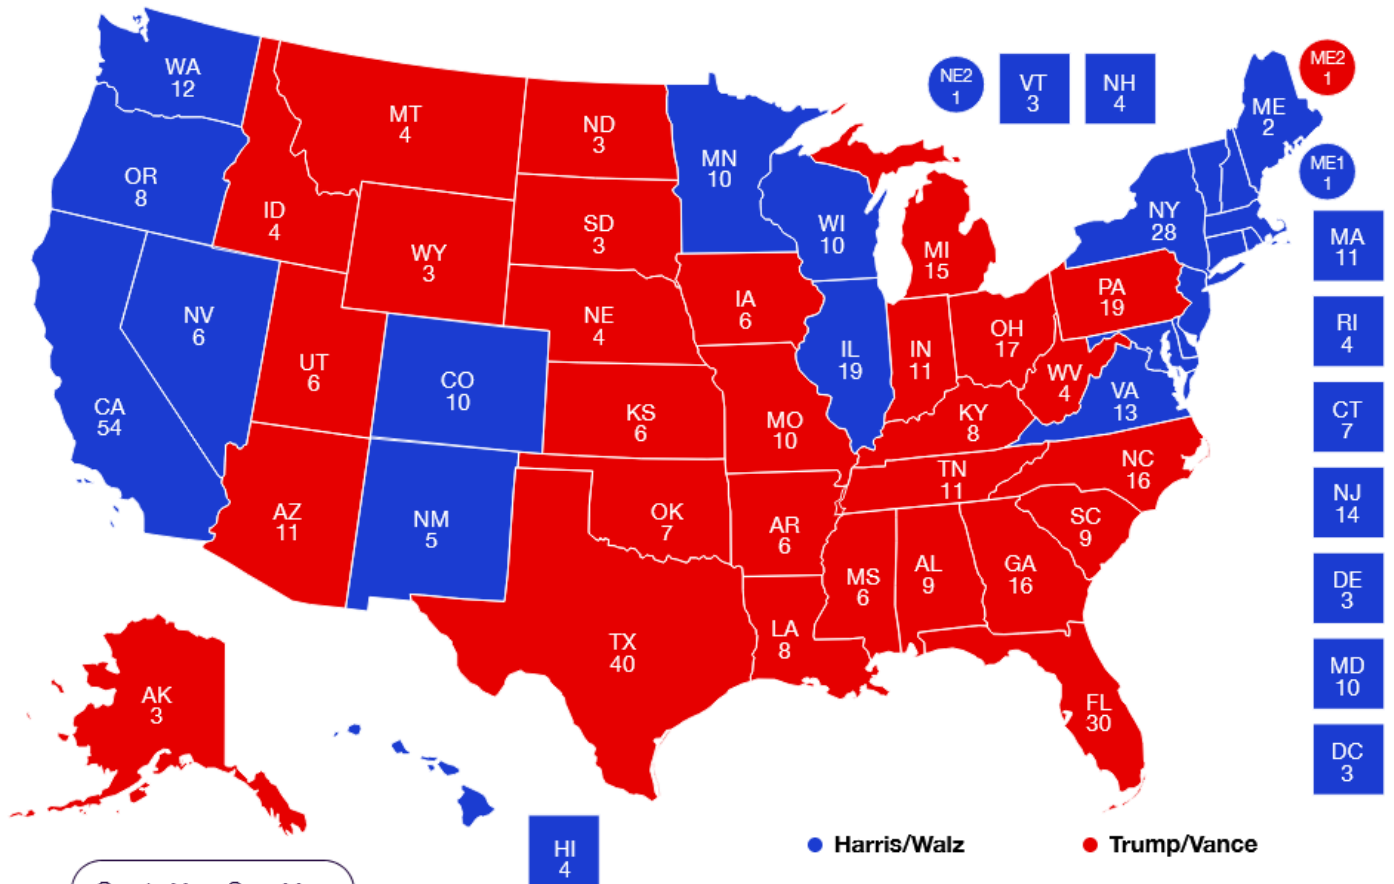 WA
12
OR
8
CA
54
NV
6
ID
4
MT
4
WY
3
UT
6
AZ
11
CO
10
NM
5
ND
3
SD
3
NE
4
KS
6
OK
7
TX
40
MN
10
IA
6
MO
10
AR
6
LA
8
WI
10
IL
19
MS
6
MI
15
IN
11
OH
17
KY
8
TN
11
AL
9
GA
16
FL
30
SC
9
NC
16
VA
13
WV
4
PA
19
NY
28
ME
2
NE2
1
VT
3
NH
4
ME2
1
ME1
1
MA
11
RI
4
CT
7
NJ
14
DE
3
MD
10
DC
3
AK
3
HI
4
Harris/Walz
Trump/Vance